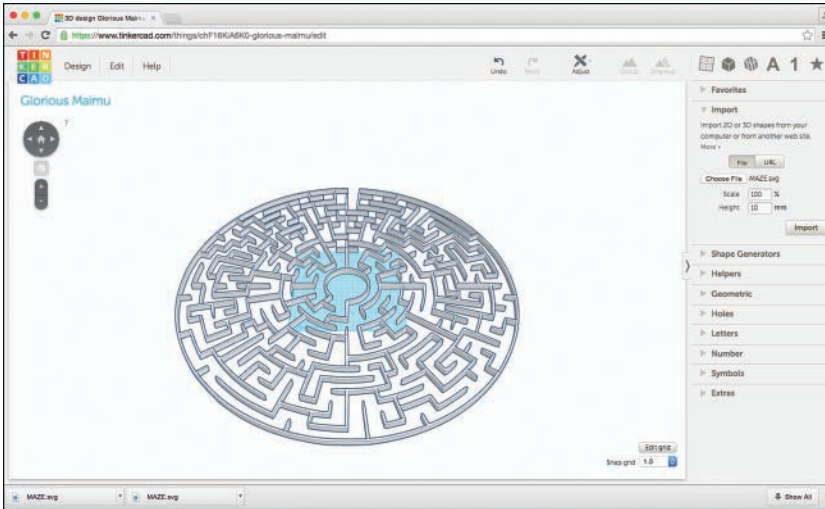 3D design Glorious Maimu
https://www.tinkercad.com/things/chF16KiA6K0-glorious-maimu/edit
TIN
KER
CAD
Design
Edit
Help
Undo
Redo
Adjust
Group
Ungroup
A
1
Glorious Maimu
?
Favorites
Import
Import 2D or 3D shapes from your
computer or from another web site.
More »
File URL
Choose File MAZE.svg
Scale 100 %
Height 10 mm
Import
Shape Generators
Helpers
Geometric
Holes
Letters
Number
Symbols
Extras
Edit grid
Snap grid 1.0
MAZE.svg
MAZE.svg
Show All